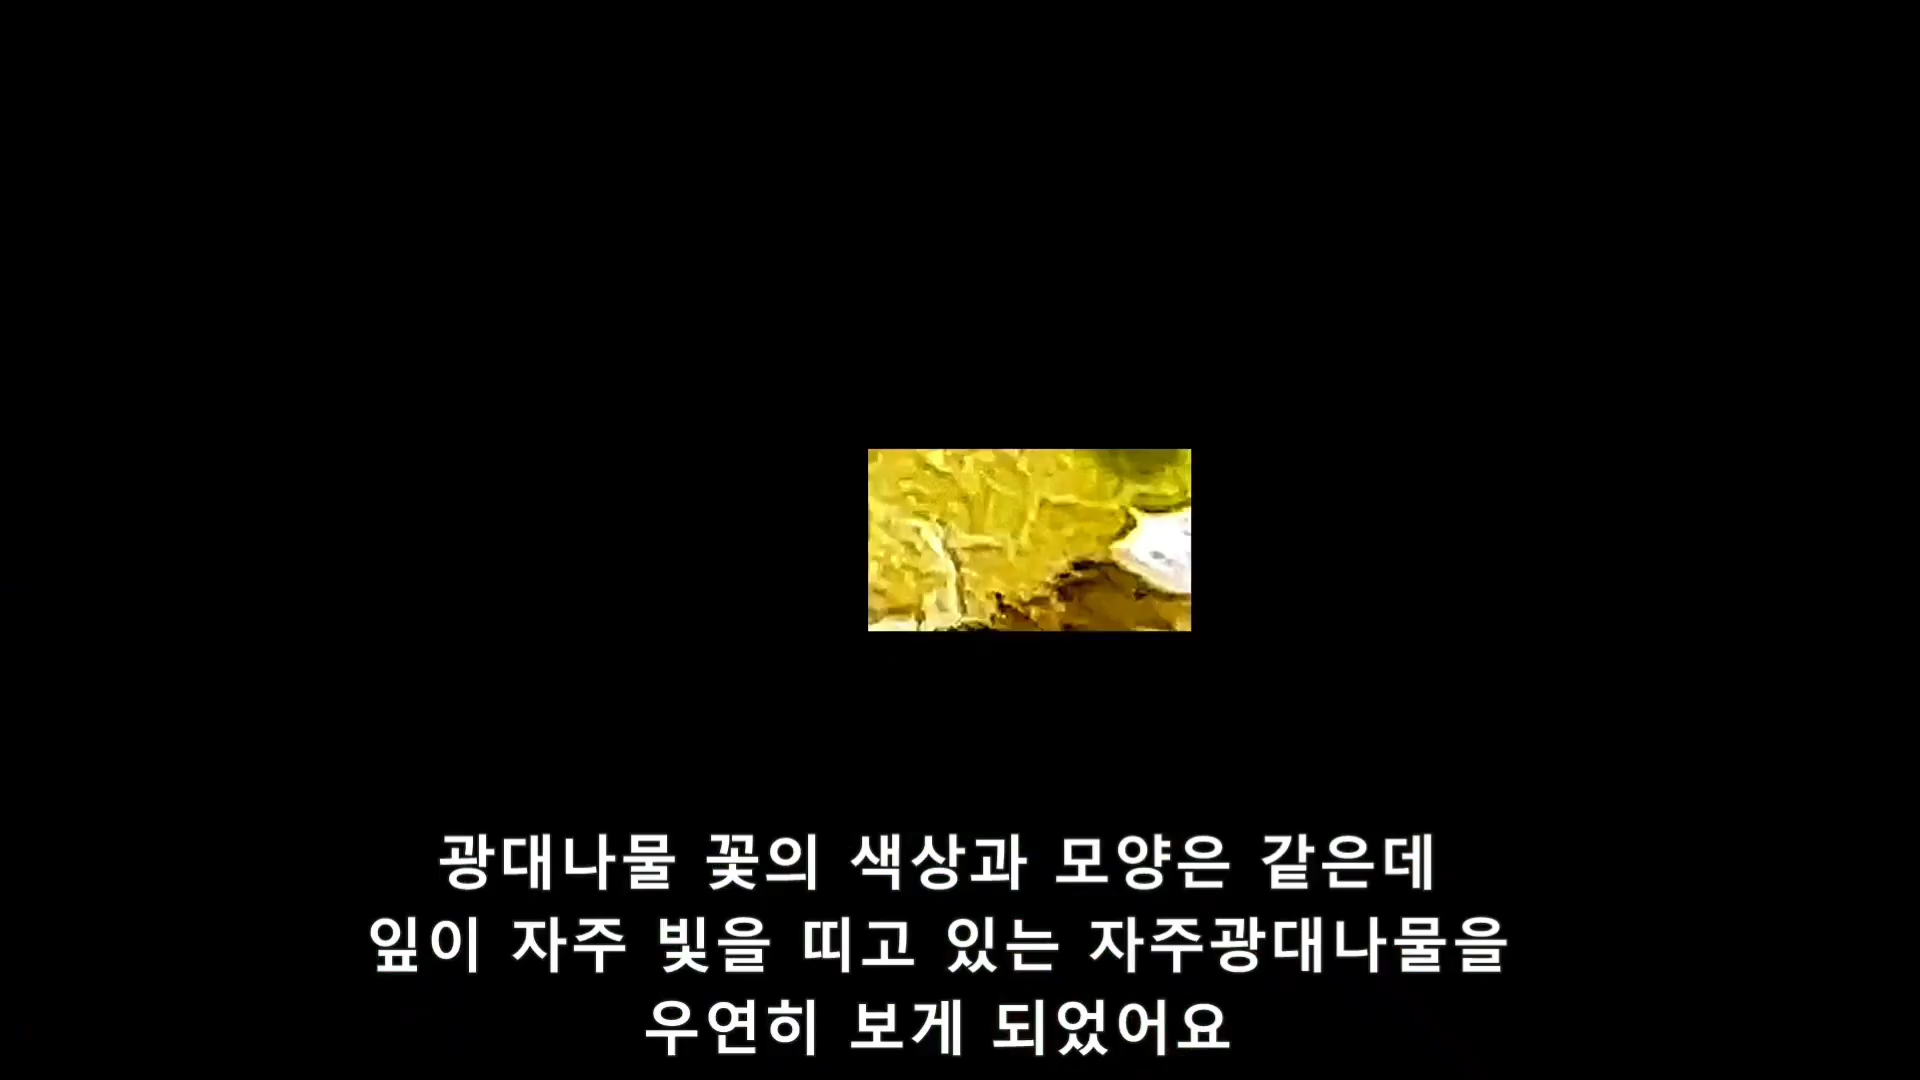 광대나물 꽃의 색상과 모양은 같은데
잎이 자주 빛을 띠고 있는 자주광대나물을
우연히 보게 되었어요